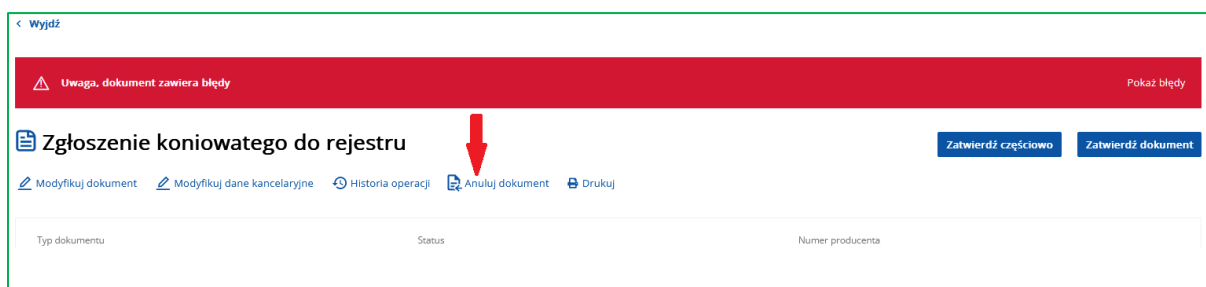 < Wyjdź
Uwaga, dokument zawiera błędy Pokaż błędy
Zgłoszenie koniowatego do rejestru Zatwierdź częściowo Zatwierdź dokument
Modyfikuj dokument Modyfikuj dane kancelaryjne Historia operacji Anuluj dokument Drukuj
Typ dokumentu Status Numer producenta